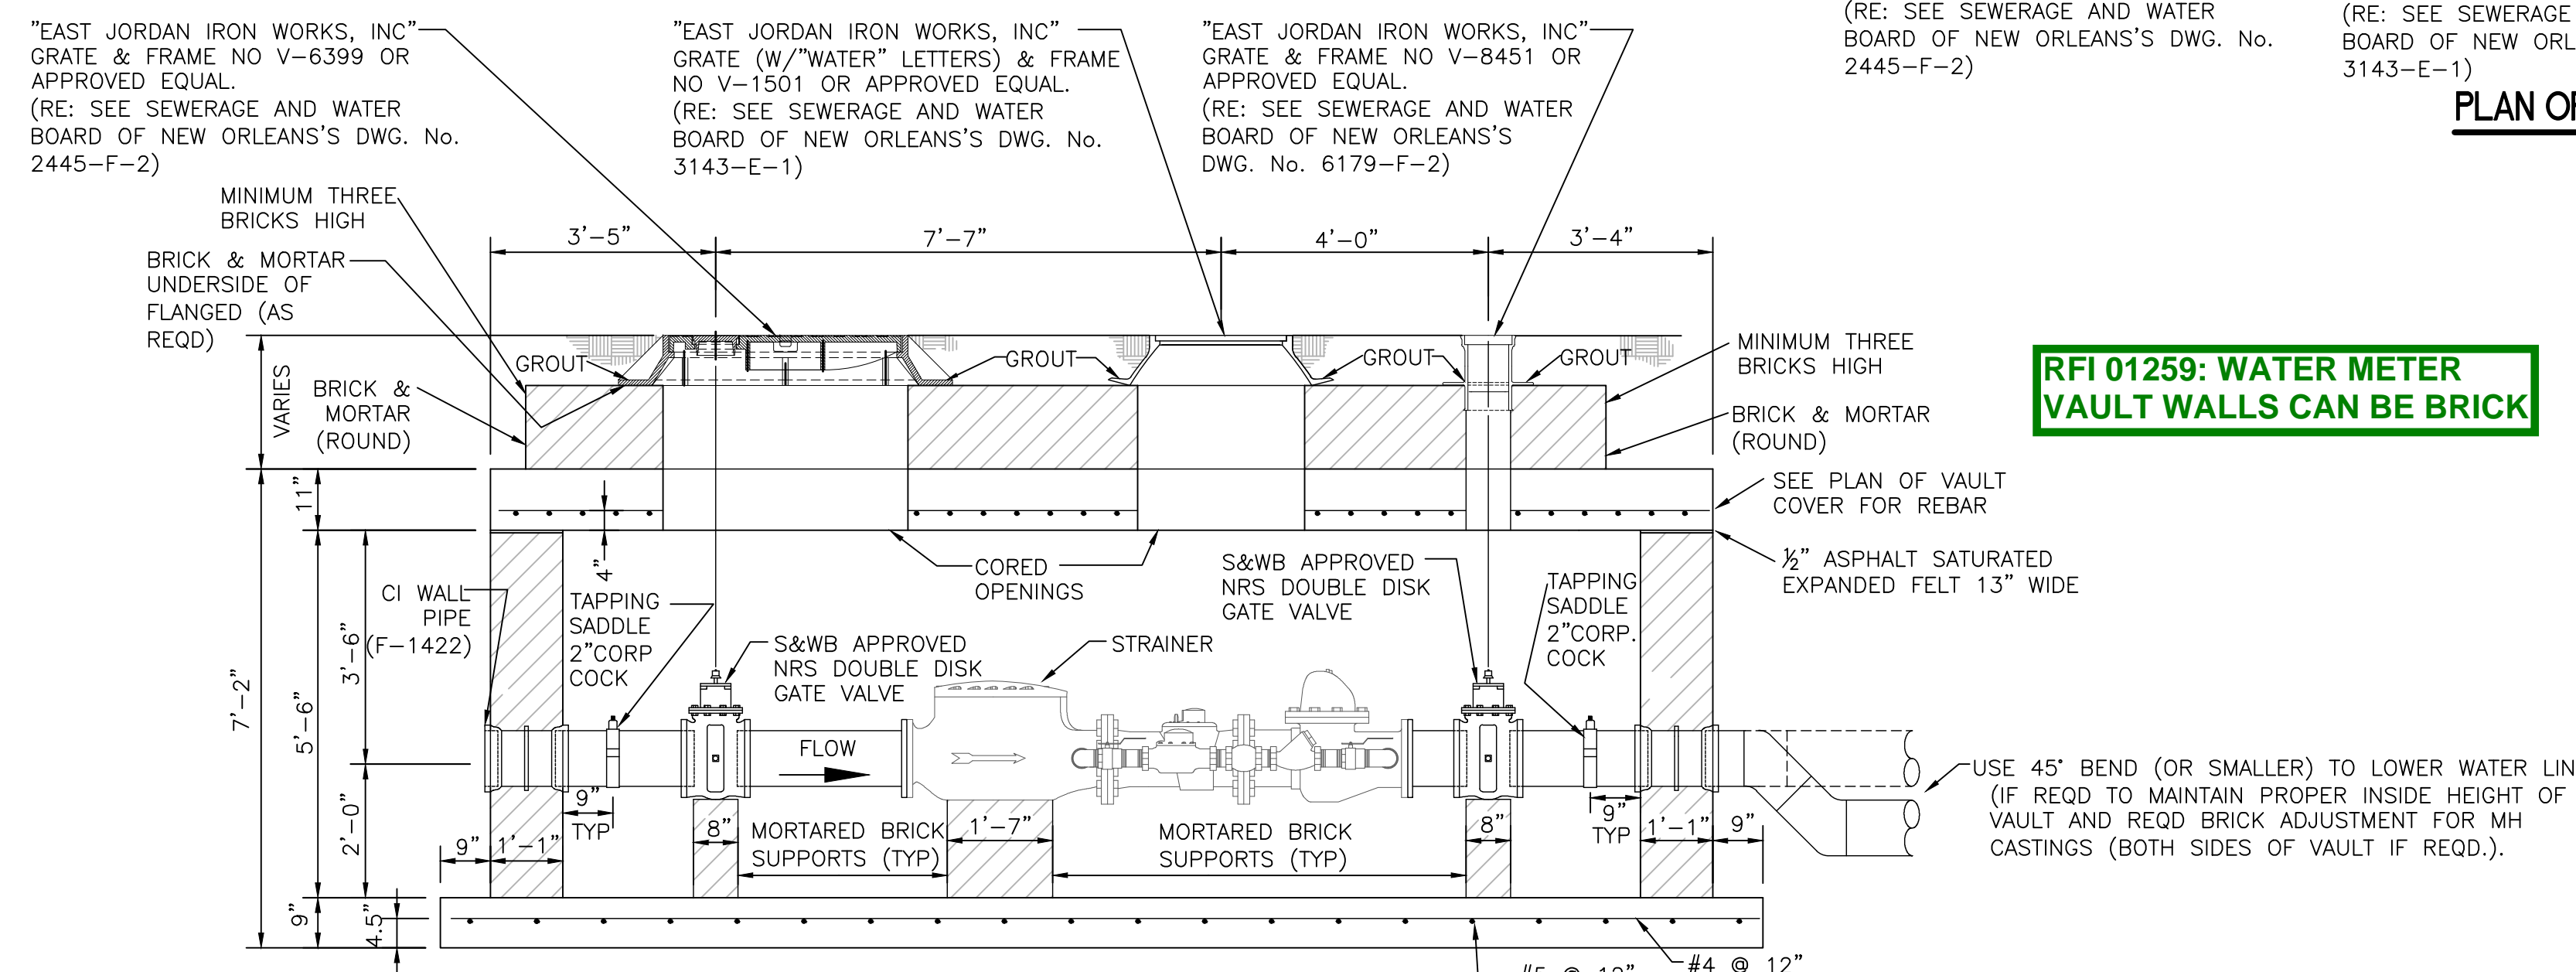 "EAST JORDAN IRON WORKS, INC"
GRATE & FRAME NO V-6399 OR
APPROVED EQUAL.
(RE: SEE SEWERAGE AND WATER
BOARD OF NEW ORLEANS'S DWG. No.
2445-F-2)
"EAST JORDAN IRON WORKS, INC"
GRATE (W/"WATER" LETTERS) & FRAME
NO V-1501 OR APPROVED EQUAL.
(RE: SEE SEWERAGE AND WATER
BOARD OF NEW ORLEANS'S DWG. No.
3143-E-1)
"EAST JORDAN IRON WORKS, INC"
GRATE & FRAME NO V-8451 OR
APPROVED EQUAL.
(RE: SEE SEWERAGE AND WATER
BOARD OF NEW ORLEANS'S
DWG. No. 6179-F-2)
(RE: SEE SEWERAGE AND WATER
BOARD OF NEW ORLEANS'S DWG. No.
2445-F-2)
(RE: SEE SEWERAGE
BOARD OF NEW ORL
3143-E-1)
PLAN OF
MINIMUM THREE
BRICKS HIGH
BRICK & MORTAR
UNDERSIDE OF
FLANGED (AS
REQD)
3'-5"
7'-7"
4'-0"
3'-4"
GROUT
GROUT
GROUT
GROUT
VARIES
BRICK &
MORTAR
(ROUND)
MINIMUM THREE
BRICKS HIGH
BRICK & MORTAR
(ROUND)
RFI 01259: WATER METER
VAULT WALLS CAN BE BRICK
11"
SEE PLAN OF VAULT
COVER FOR REBAR
½" ASPHALT SATURATED
EXPANDED FELT 13" WIDE
4"
CORED
OPENINGS
S&WB APPROVED
NRS DOUBLE DISK
GATE VALVE
TAPPING
SADDLE
2"CORP.
COCK
CI WALL
PIPE
(F-1422)
TAPPING
SADDLE
2"CORP
COCK
S&WB APPROVED
NRS DOUBLE DISK
GATE VALVE
STRAINER
7'-2"
5'-6"
3'-6"
2'-0"
FLOW
9"
TYP
9"
TYP
9"
1'-1"
8"
MORTARED BRICK
SUPPORTS (TYP)
1'-7"
MORTARED BRICK
SUPPORTS (TYP)
8"
1'-1"
9"
USE 45° BEND (OR SMALLER) TO LOWER WATER LIN
(IF REQD TO MAINTAIN PROPER INSIDE HEIGHT OF
VAULT AND REQD BRICK ADJUSTMENT FOR MH
CASTINGS (BOTH SIDES OF VAULT IF REQD.).
9"
4.5"
#5 @ 12"
#4 @ 12"